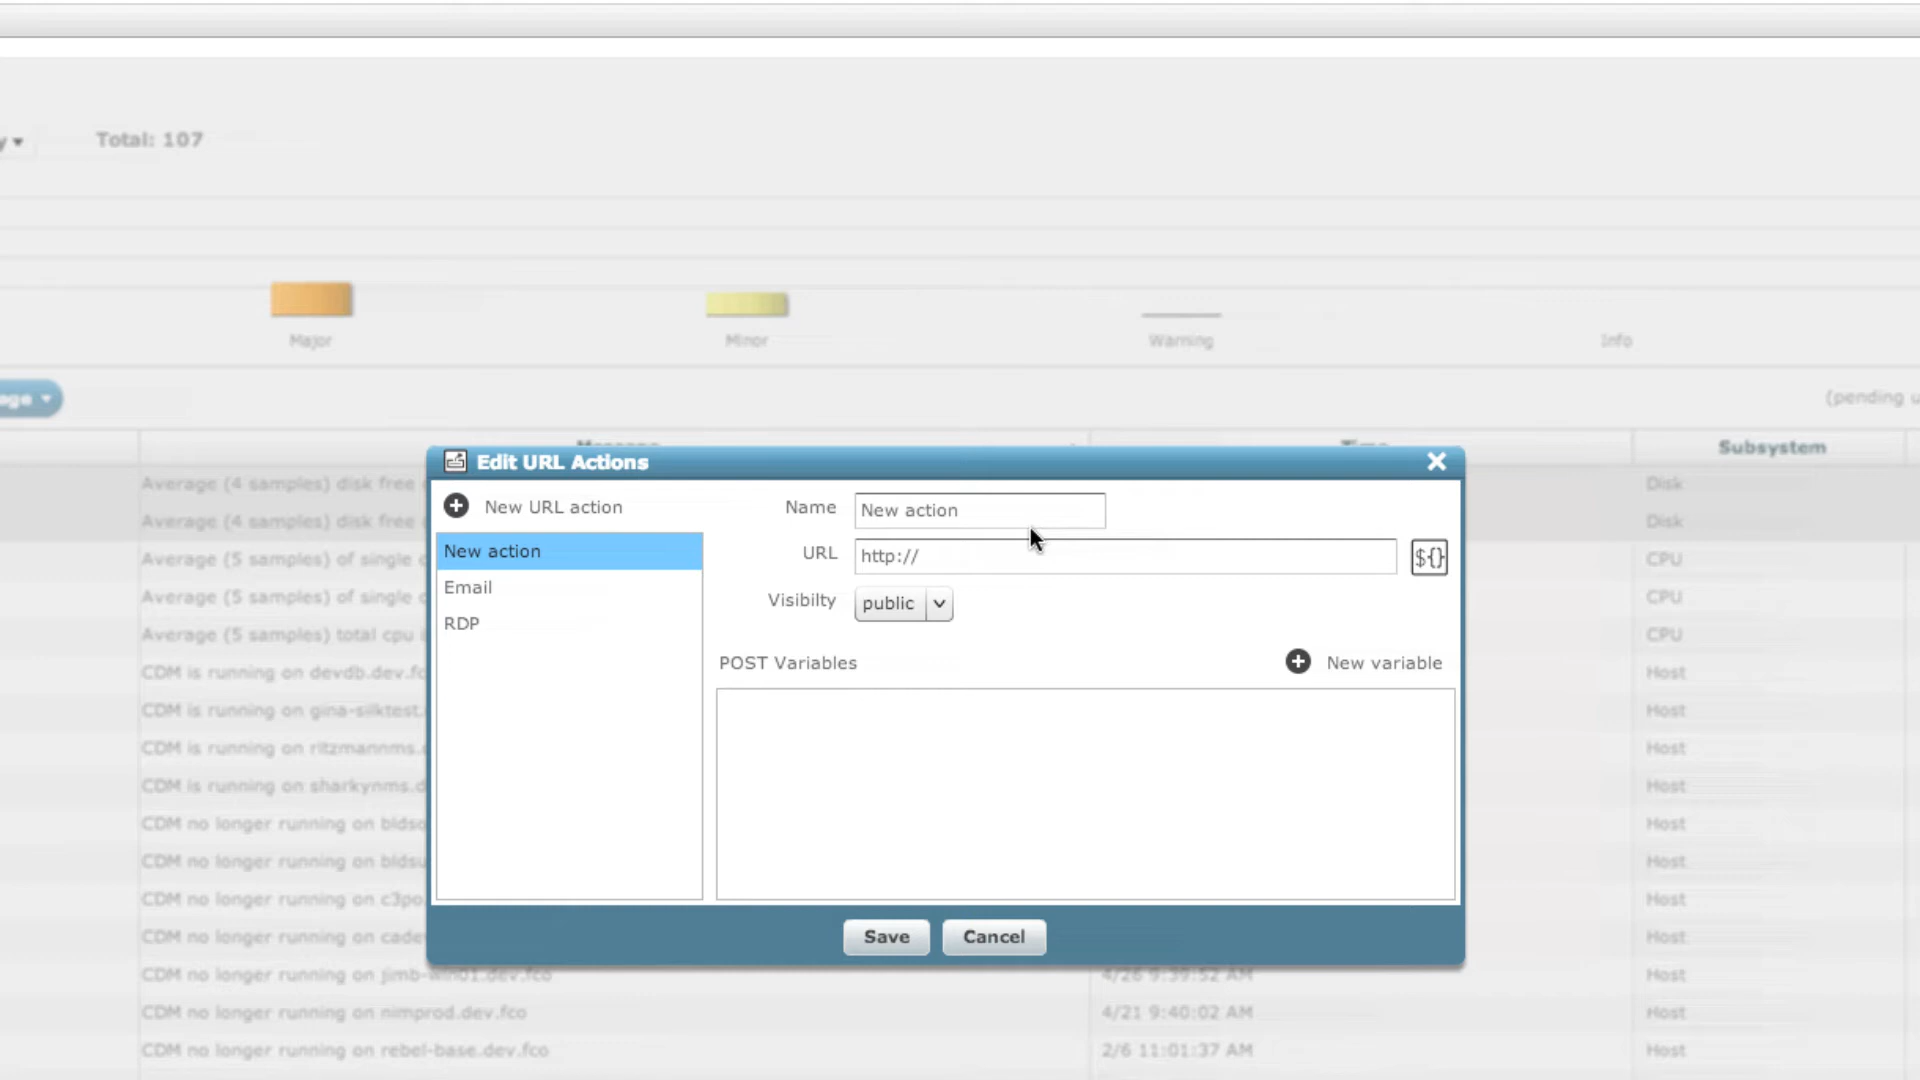 y ▾
Total: 107
Major
Minor
Warning
Info
age ▾
(pending u
Message
Time
Subsystem
Average (4 samples) disk free
Disk
Average (4 samples) disk free
Disk
Average (5 samples) of single c
CPU
Average (5 samples) of single c
CPU
Average (5 samples) total cpu
CPU
CDM is running on devdb.dev.fc
Host
CDM is running on gina-silktest.
Host
CDM is running on ritzmannms.
Host
CDM is running on sharkynms.d
Host
CDM no longer running on bldso
Host
CDM no longer running on bldsu
Host
CDM no longer running on c3po
Host
CDM no longer running on cade
Host
CDM no longer running on jimb-win01.dev.fco
4/26 9:39:52 AM
Host
CDM no longer running on nimprod.dev.fco
4/21 9:40:02 AM
Host
CDM no longer running on rebel-base.dev.fco
2/6 11:01:37 AM
Host
Edit URL Actions
New URL action
New action
Email
RDP
Name
New action
URL
http://
${}
Visibilty
public
POST Variables
New variable
Save
Cancel